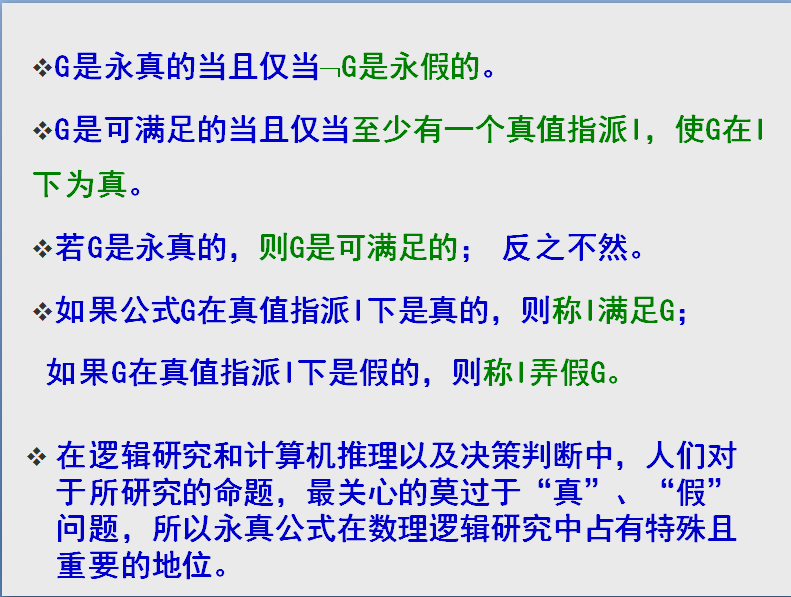 ❖G是永真的当且仅当﹁G是永假的。
❖G是可满足的当且仅当至少有一个真值指派I，使G在I
下为真。
❖若G是永真的，则G是可满足的； 反之不然。
❖如果公式G在真值指派I下是真的，则称I满足G；
如果G在真值指派I下是假的，则称I弄假G。
❖ 在逻辑研究和计算机推理以及决策判断中，人们对
于所研究的命题，最关心的莫过于“真”、“假”
问题，所以永真公式在数理逻辑研究中占有特殊且
重要的地位。